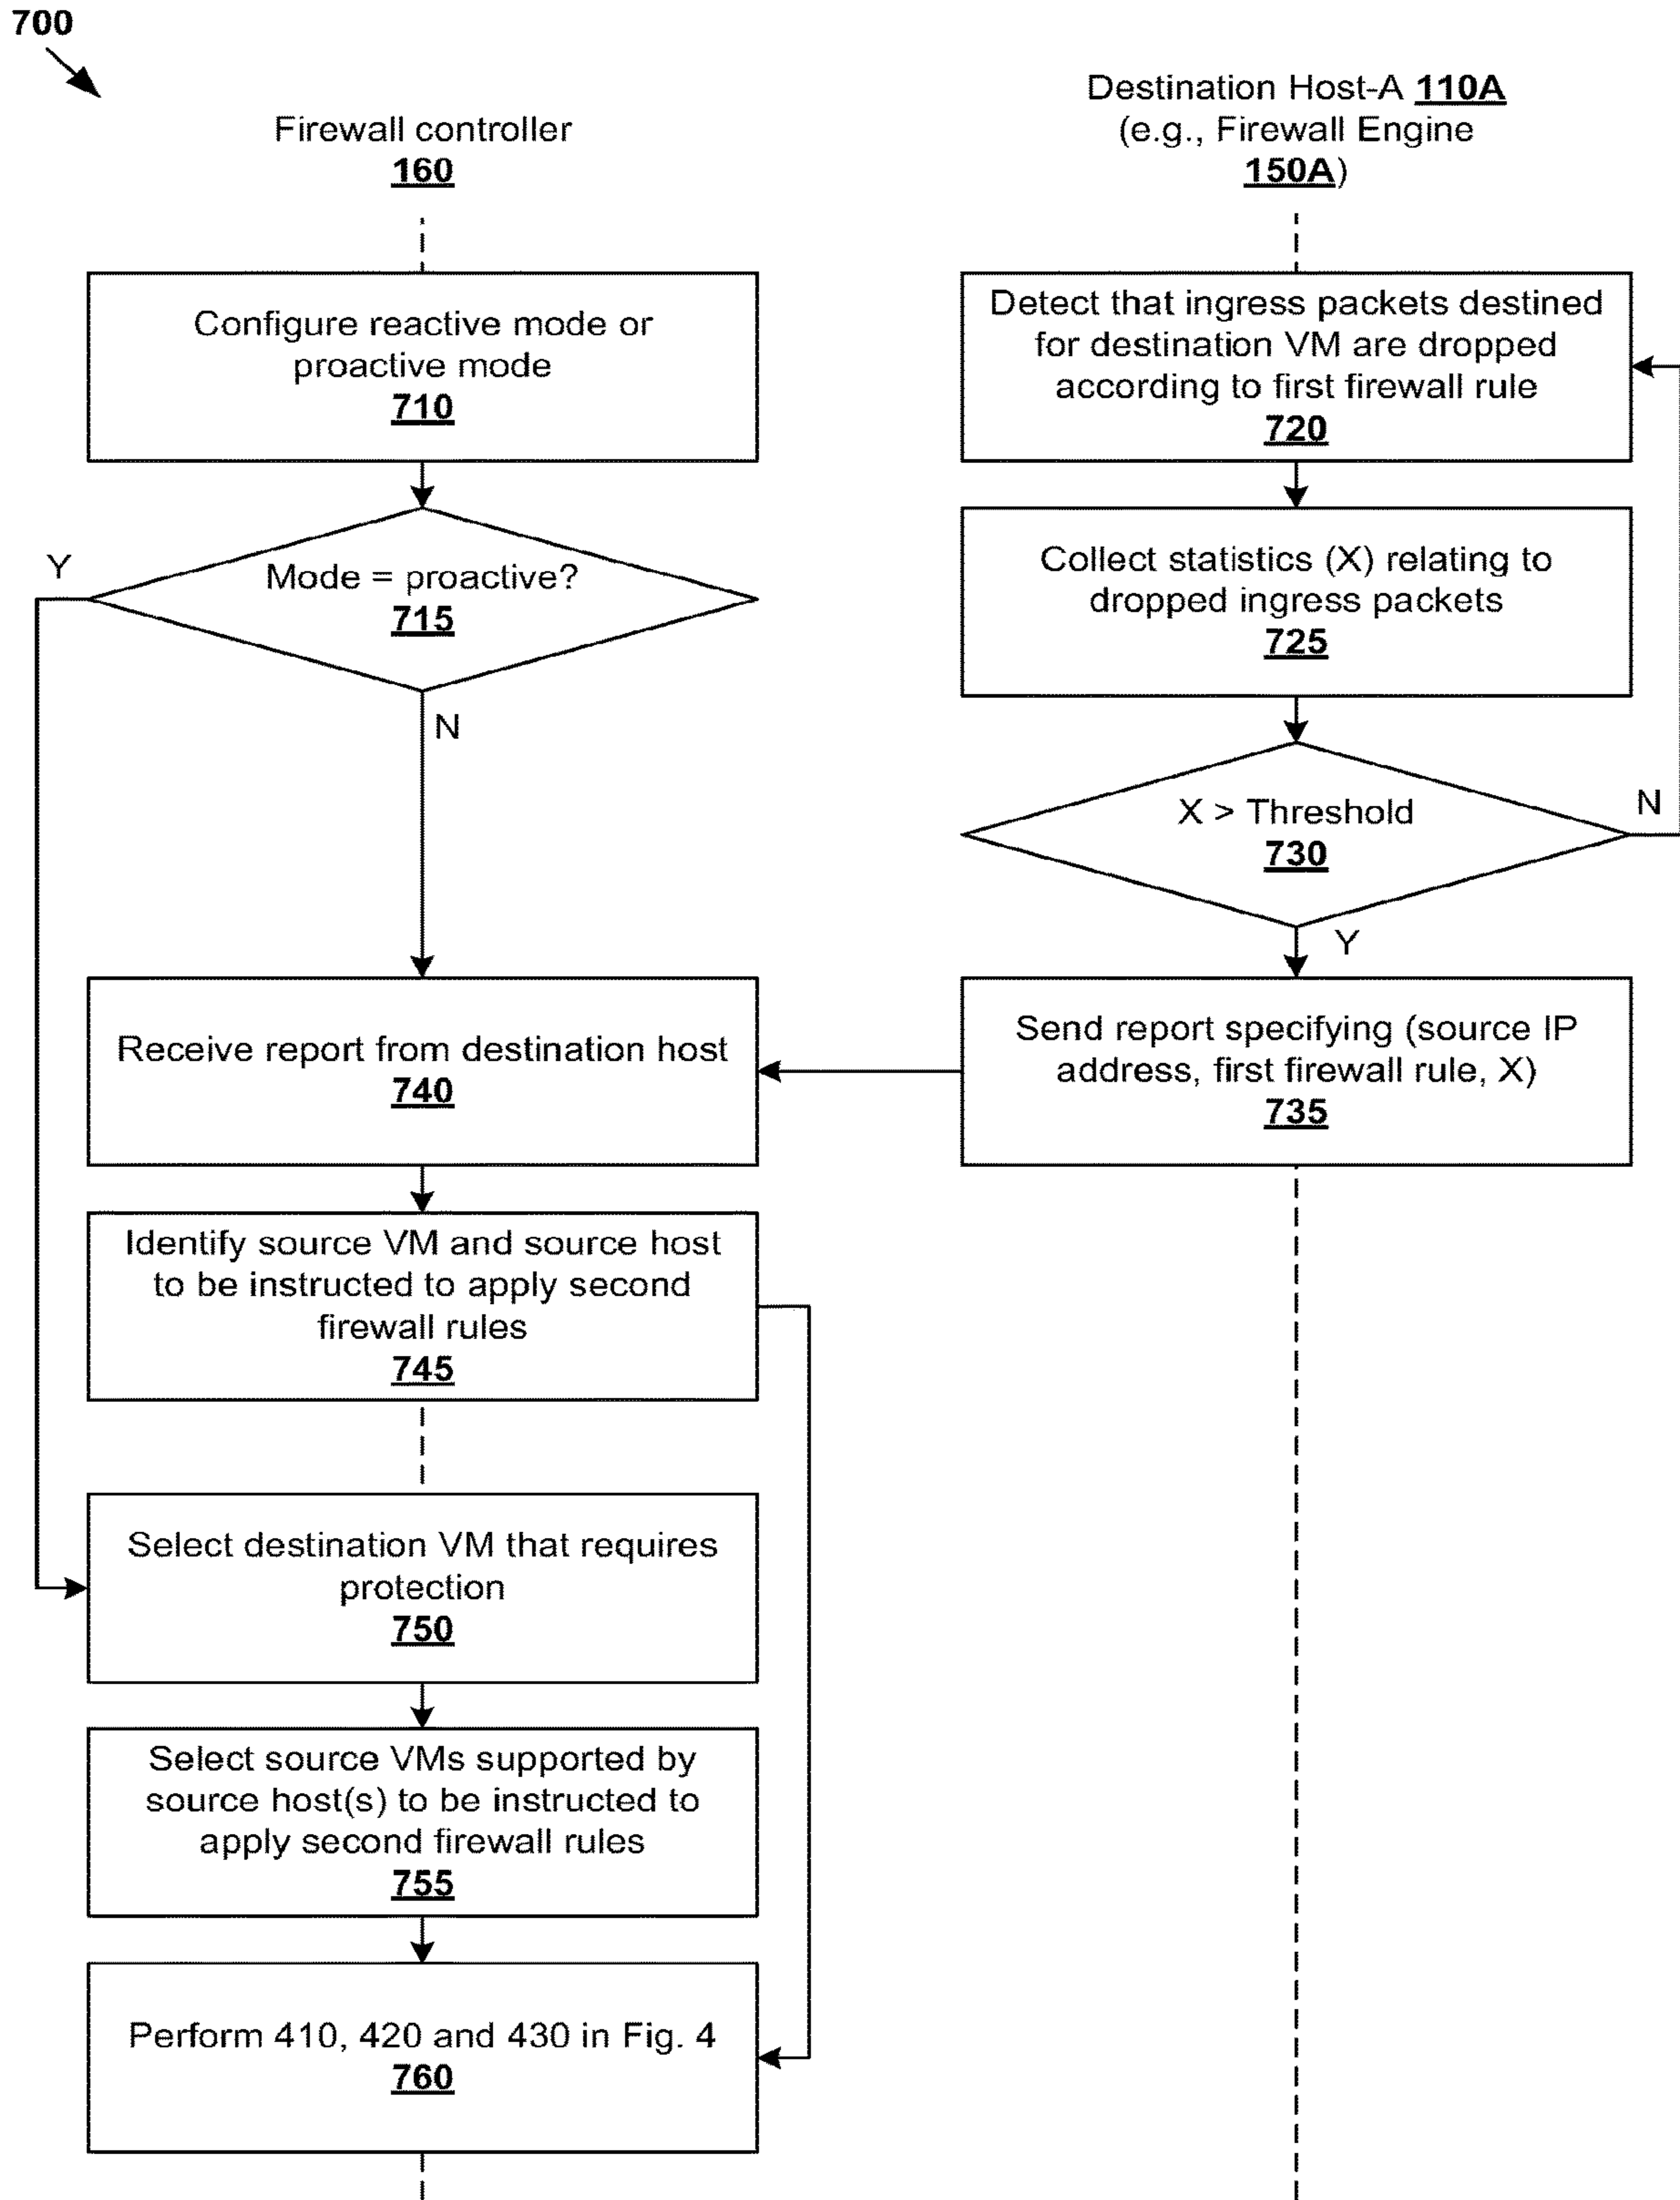 700
Firewall controller
160
Destination Host-A 110A
(e.g., Firewall Engine
150A)
Configure reactive mode or
proactive mode
710
Detect that ingress packets destined
for destination VM are dropped
according to first firewall rule
720
Y
Mode = proactive?
715
N
Collect statistics (X) relating to
dropped ingress packets
725
X > Threshold
730
N
Y
Receive report from destination host
740
Send report specifying (source IP
address, first firewall rule, X)
735
Identify source VM and source host
to be instructed to apply second
firewall rules
745
Select destination VM that requires
protection
750
Select source VMs supported by
source host(s) to be instructed to
apply second firewall rules
755
Perform 410, 420 and 430 in Fig. 4
760